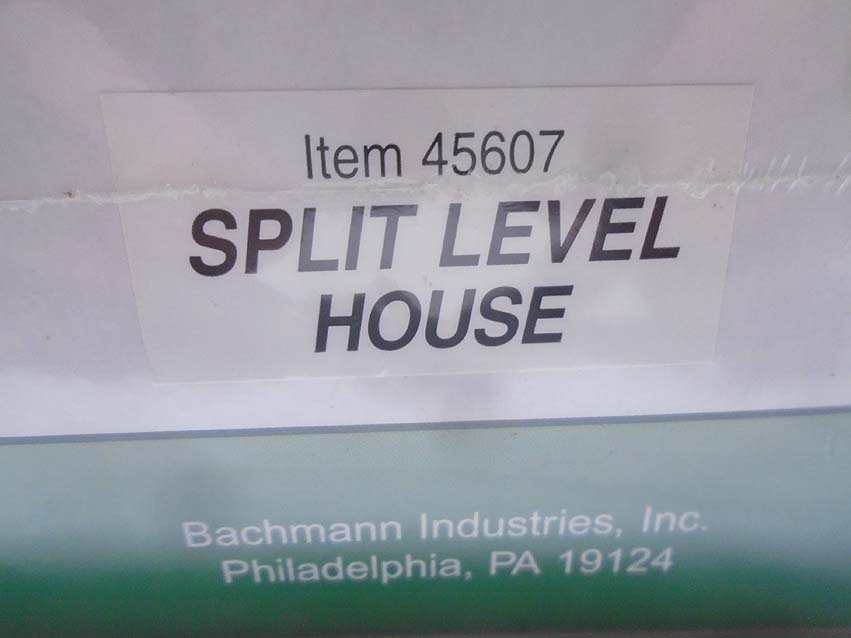 Item 45607
SPLIT LEVEL
HOUSE
Bachmann Industries, Inc.
Philadelphia, PA 19124